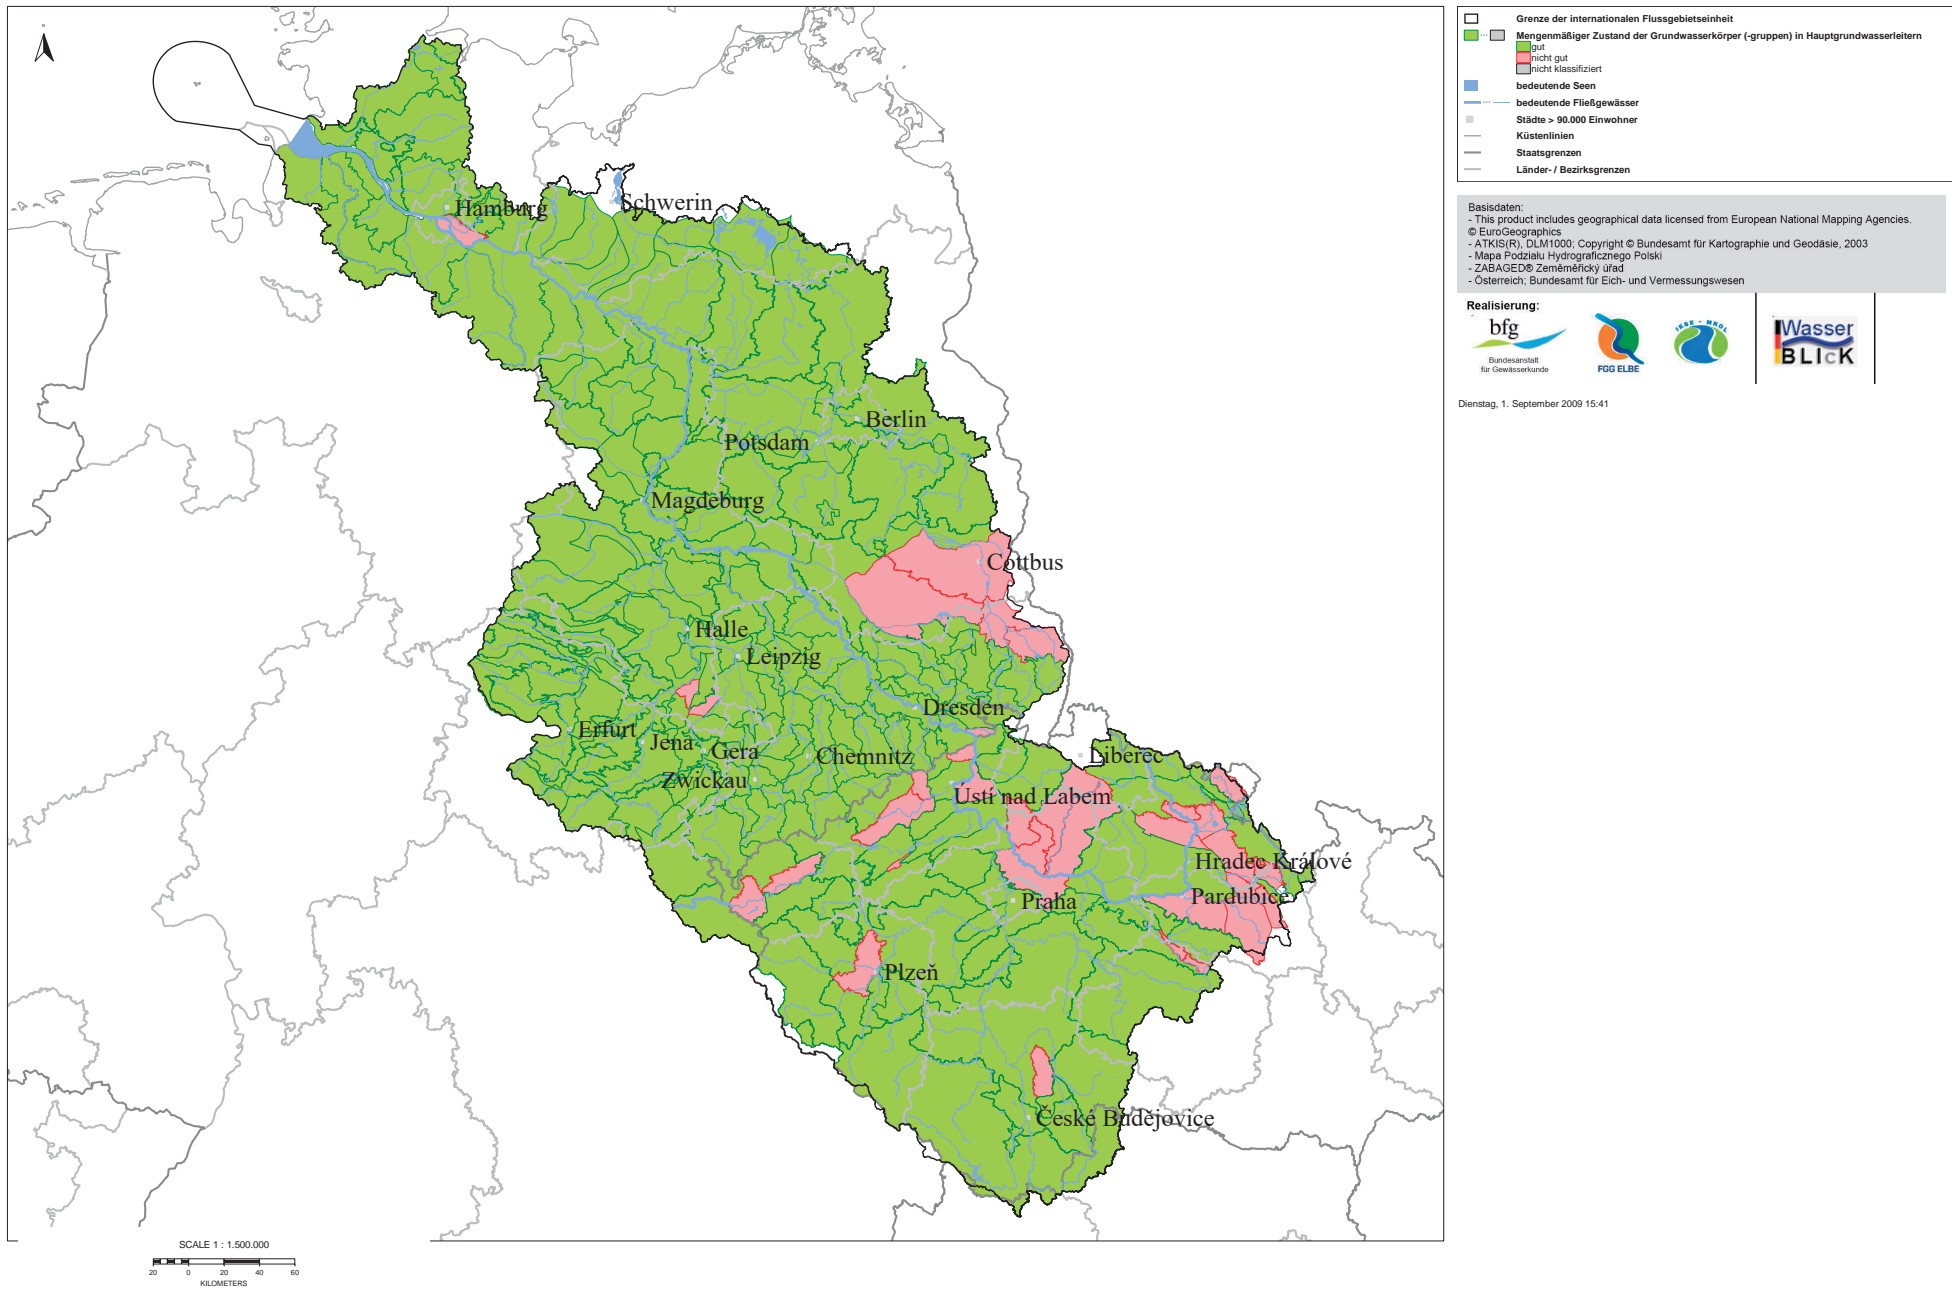 Grenze der internationalen Flussgebietseinheit
Mengenmäßiger Zustand der Grundwasserkörper (-gruppen) in Hauptgrundwasserleitern
gut
nicht gut
nicht klassifiziert
bedeutende Seen
bedeutende Fließgewässer
Städte > 90.000 Einwohner
Küstenlinien
Staatsgrenzen
Länder- / Bezirksgrenzen
Basisdaten:
- This product includes geographical data licensed from European National Mapping Agencies.
© EuroGeographics
- ATKIS(R), DLM1000; Copyright © Bundesamt für Kartographie und Geodäsie, 2003
- Mapa Podziału Hydrograficznego Polski
- ZABAGED® Zeměměřický úřad
- Österreich; Bundesamt für Eich- und Vermessungswesen
Realisierung:
bfg
Bundesanstalt
für Gewässerkunde
FGG ELBE
IKSE - MKOL
Wasser
BLIcK
Dienstag, 1. September 2009 15:41
Hamburg
Schwerin
Berlin
Potsdam
Magdeburg
Cottbus
Halle
Leipzig
Dresden
Erfurt
Jena
Gera
Chemnitz
Zwickau
Liberec
Ústí nad Labem
Hradec Králové
Pardubice
Praha
Plzeň
České Budějovice
SCALE 1 : 1.500.000
20 0 20 40 60
KILOMETERS